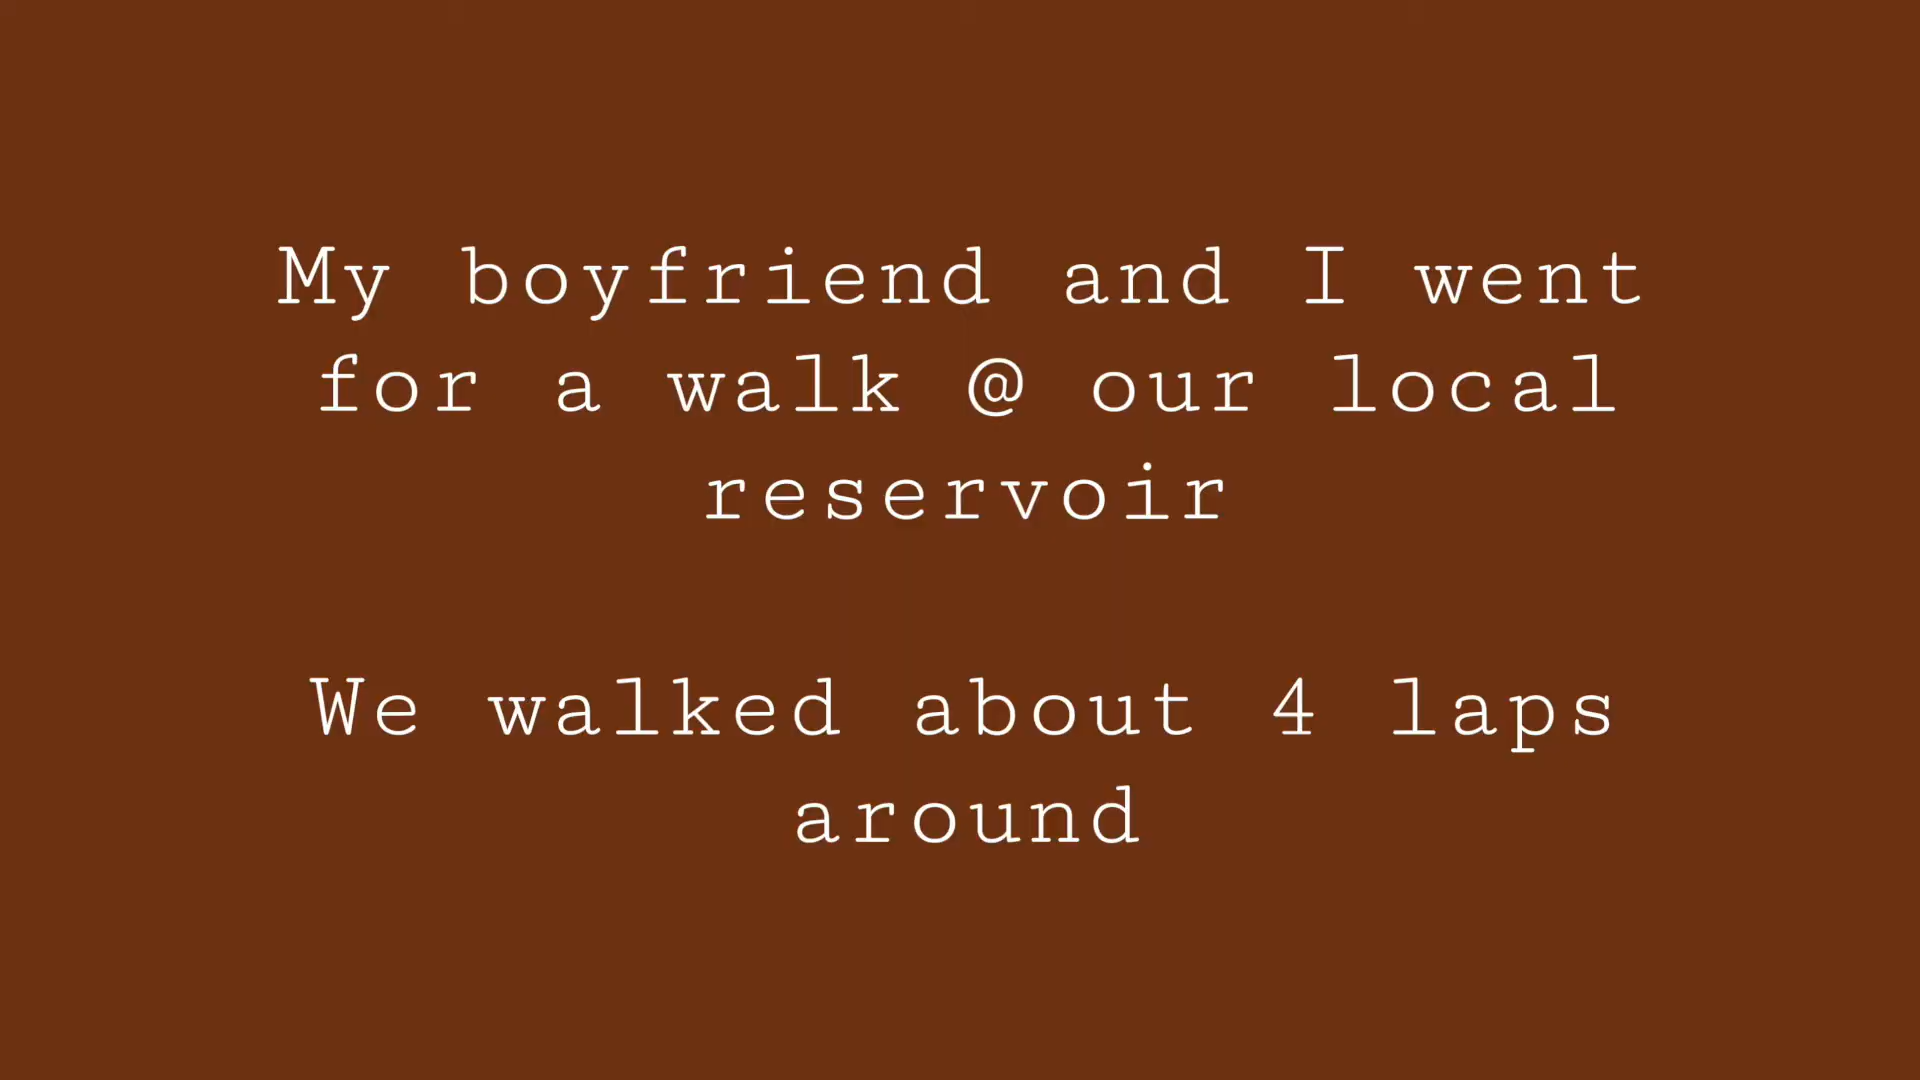 My boyfriend and I went
for a walk @ our local
reservoir
We walked about 4 laps
around